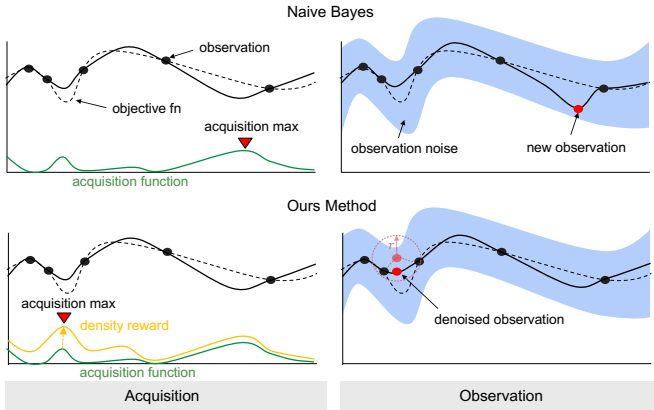 Naive Bayes
observation
objective fn
acquisition max
acquisition function
observation noise
new observation
Ours Method
acquisition max
density reward
acquisition function
r
denoised observation
Acquisition
Observation